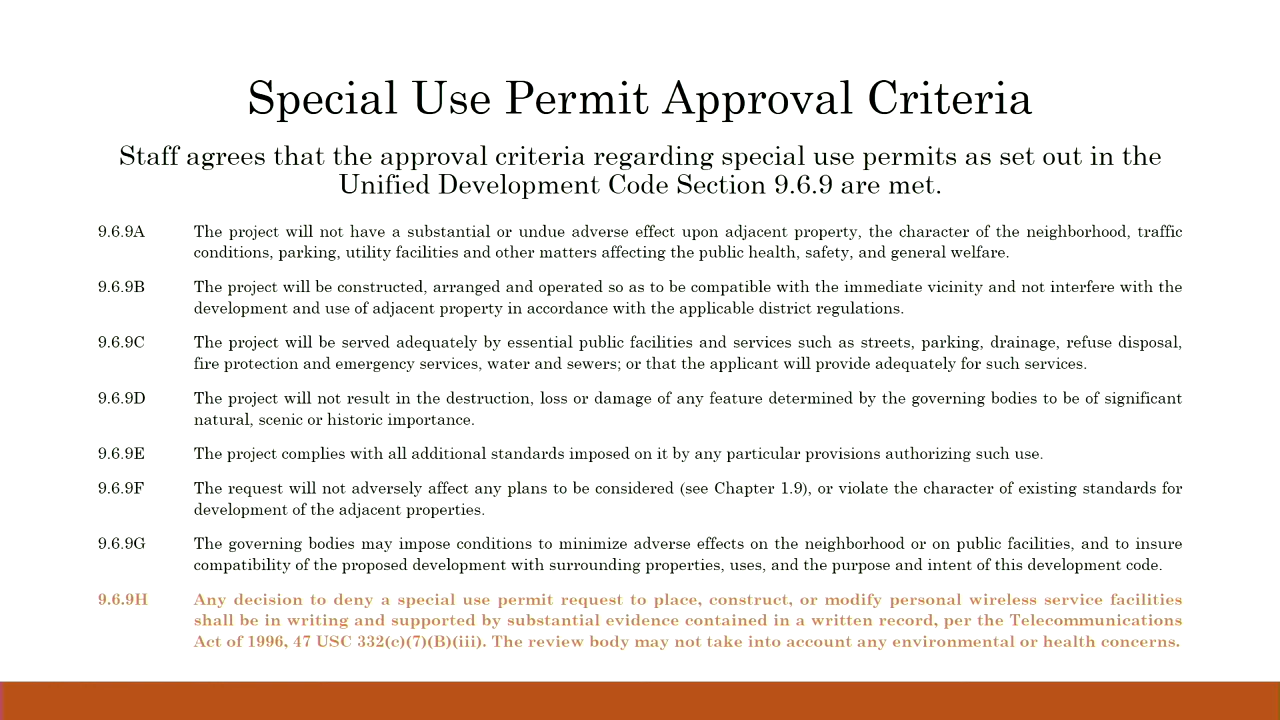 Special Use Permit Approval Criteria
Staff agrees that the approval criteria regarding special use permits as set out in the
Unified Development Code Section 9.6.9 are met.
9.6.9A The project will not have a substantial or undue adverse effect upon adjacent property, the character of the neighborhood, traffic
conditions, parking, utility facilities and other matters affecting the public health, safety, and general welfare.
9.6.9B The project will be constructed, arranged and operated so as to be compatible with the immediate vicinity and not interfere with the
development and use of adjacent property in accordance with the applicable district regulations.
9.6.9C The project will be served adequately by essential public facilities and services such as streets, parking, drainage, refuse disposal,
fire protection and emergency services, water and sewers; or that the applicant will provide adequately for such services.
9.6.9D The project will not result in the destruction, loss or damage of any feature determined by the governing bodies to be of significant
natural, scenic or historic importance.
9.6.9E The project complies with all additional standards imposed on it by any particular provisions authorizing such use.
9.6.9F The request will not adversely affect any plans to be considered (see Chapter 1.9), or violate the character of existing standards for
development of the adjacent properties.
9.6.9G The governing bodies may impose conditions to minimize adverse effects on the neighborhood or on public facilities, and to insure
compatibility of the proposed development with surrounding properties, uses, and the purpose and intent of this development code.
9.6.9H Any decision to deny a special use permit request to place, construct, or modify personal wireless service facilities
shall be in writing and supported by substantial evidence contained in a written record, per the Telecommunications
Act of 1996, 47 USC 332(c)(7)(B)(iii). The review body may not take into account any environmental or health concerns.